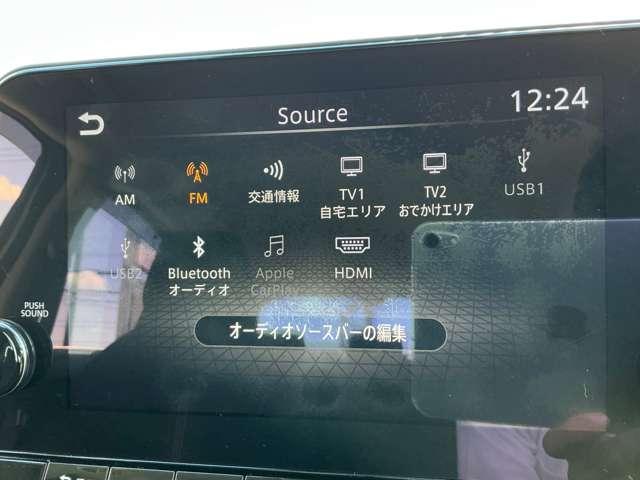 Source
12:24
AM
FM
交通情報
TV1
自宅エリア
TV2
おでかけエリア
USB1
USB2
Bluetooth
オーディオ
Apple
CarPlay
HDMI
オーディオソースバーの編集
PUSH
SOUND